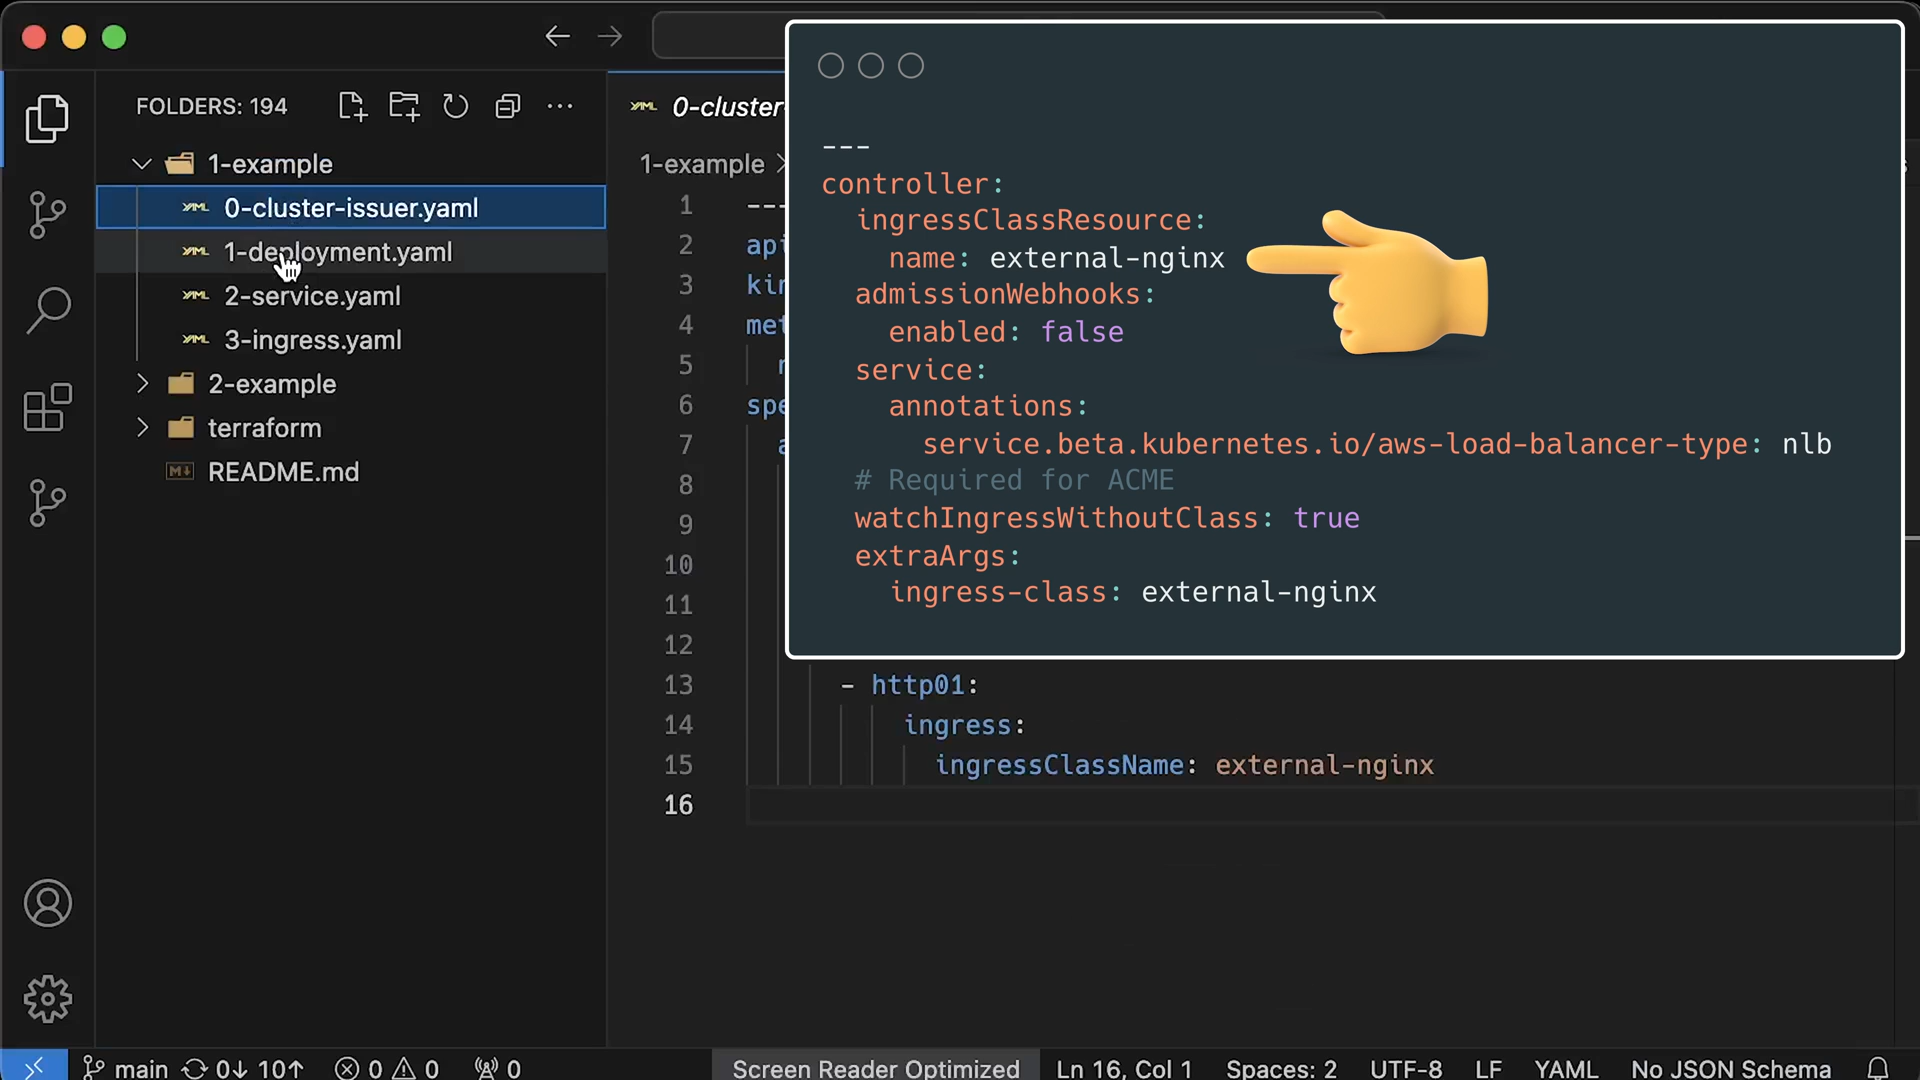 FOLDERS: 194
1-example
0-cluster-issuer.yaml
1-deployment.yaml
2-service.yaml
3-ingress.yaml
2-example
terraform
README.md
0-cluster-
1-example
1 ---
2 api
3 kin
4 met
5
6 spe
7
8
9
10
11
12
13 - http01:
14 ingress:
15 ingressClassName: external-nginx
16
---
controller:
ingressClassResource:
name: external-nginx
admissionWebhooks:
enabled: false
service:
annotations:
service.beta.kubernetes.io/aws-load-balancer-type: nlb
# Required for ACME
watchIngressWithoutClass: true
extraArgs:
ingress-class: external-nginx
main 0↓ 10↑ 0 0 0 Screen Reader Optimized Ln 16, Col 1 Spaces: 2 UTF-8 LF YAML No JSON Schema